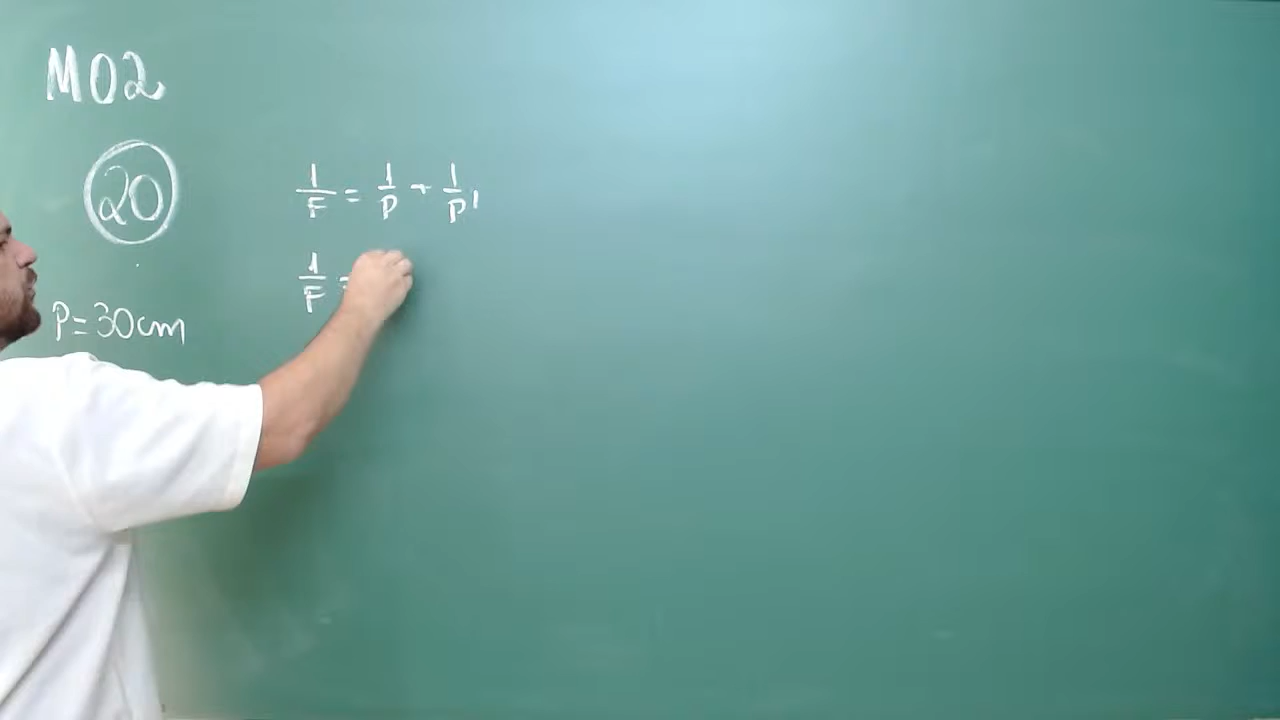 M02
20
1/F = 1/P + 1/P'
1/F =
P = 30cm